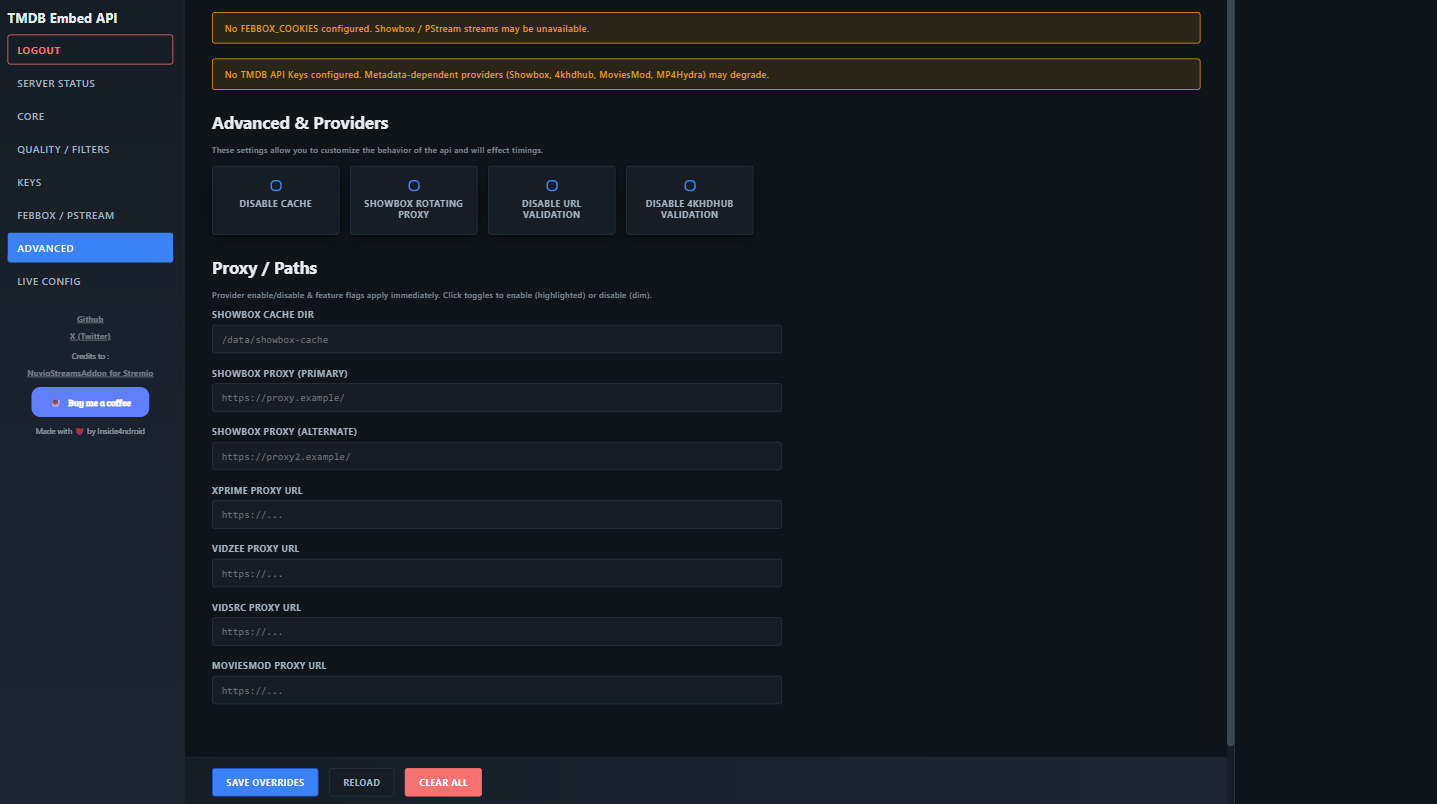 TMDB Embed API
LOGOUT
SERVER STATUS
CORE
QUALITY / FILTERS
KEYS
FEBBOX / PSTREAM
ADVANCED
LIVE CONFIG
Github
X (Twitter)
Credits to :
NuvioStreamsAddon for Stremio
Buy me a coffee
Made with ❤ by Inside4ndroid
No FEBBOX_COOKIES configured. Showbox / PStream streams may be unavailable.
No TMDB API Keys configured. Metadata-dependent providers (Showbox, 4khdhub, MoviesMod, MP4Hydra) may degrade.
Advanced & Providers
These settings allow you to customize the behavior of the api and will effect timings.
DISABLE CACHE
SHOWBOX ROTATING
PROXY
DISABLE URL
VALIDATION
DISABLE 4KHDHUB
VALIDATION
Proxy / Paths
Provider enable/disable & feature flags apply immediately. Click toggles to enable (highlighted) or disable (dim).
SHOWBOX CACHE DIR
/data/showbox-cache
SHOWBOX PROXY (PRIMARY)
https://proxy.example/
SHOWBOX PROXY (ALTERNATE)
https://proxy2.example/
XPRIME PROXY URL
https://...
VIDZEE PROXY URL
https://...
VIDSRC PROXY URL
https://...
MOVIESMOD PROXY URL
https://...
SAVE OVERRIDES
RELOAD
CLEAR ALL